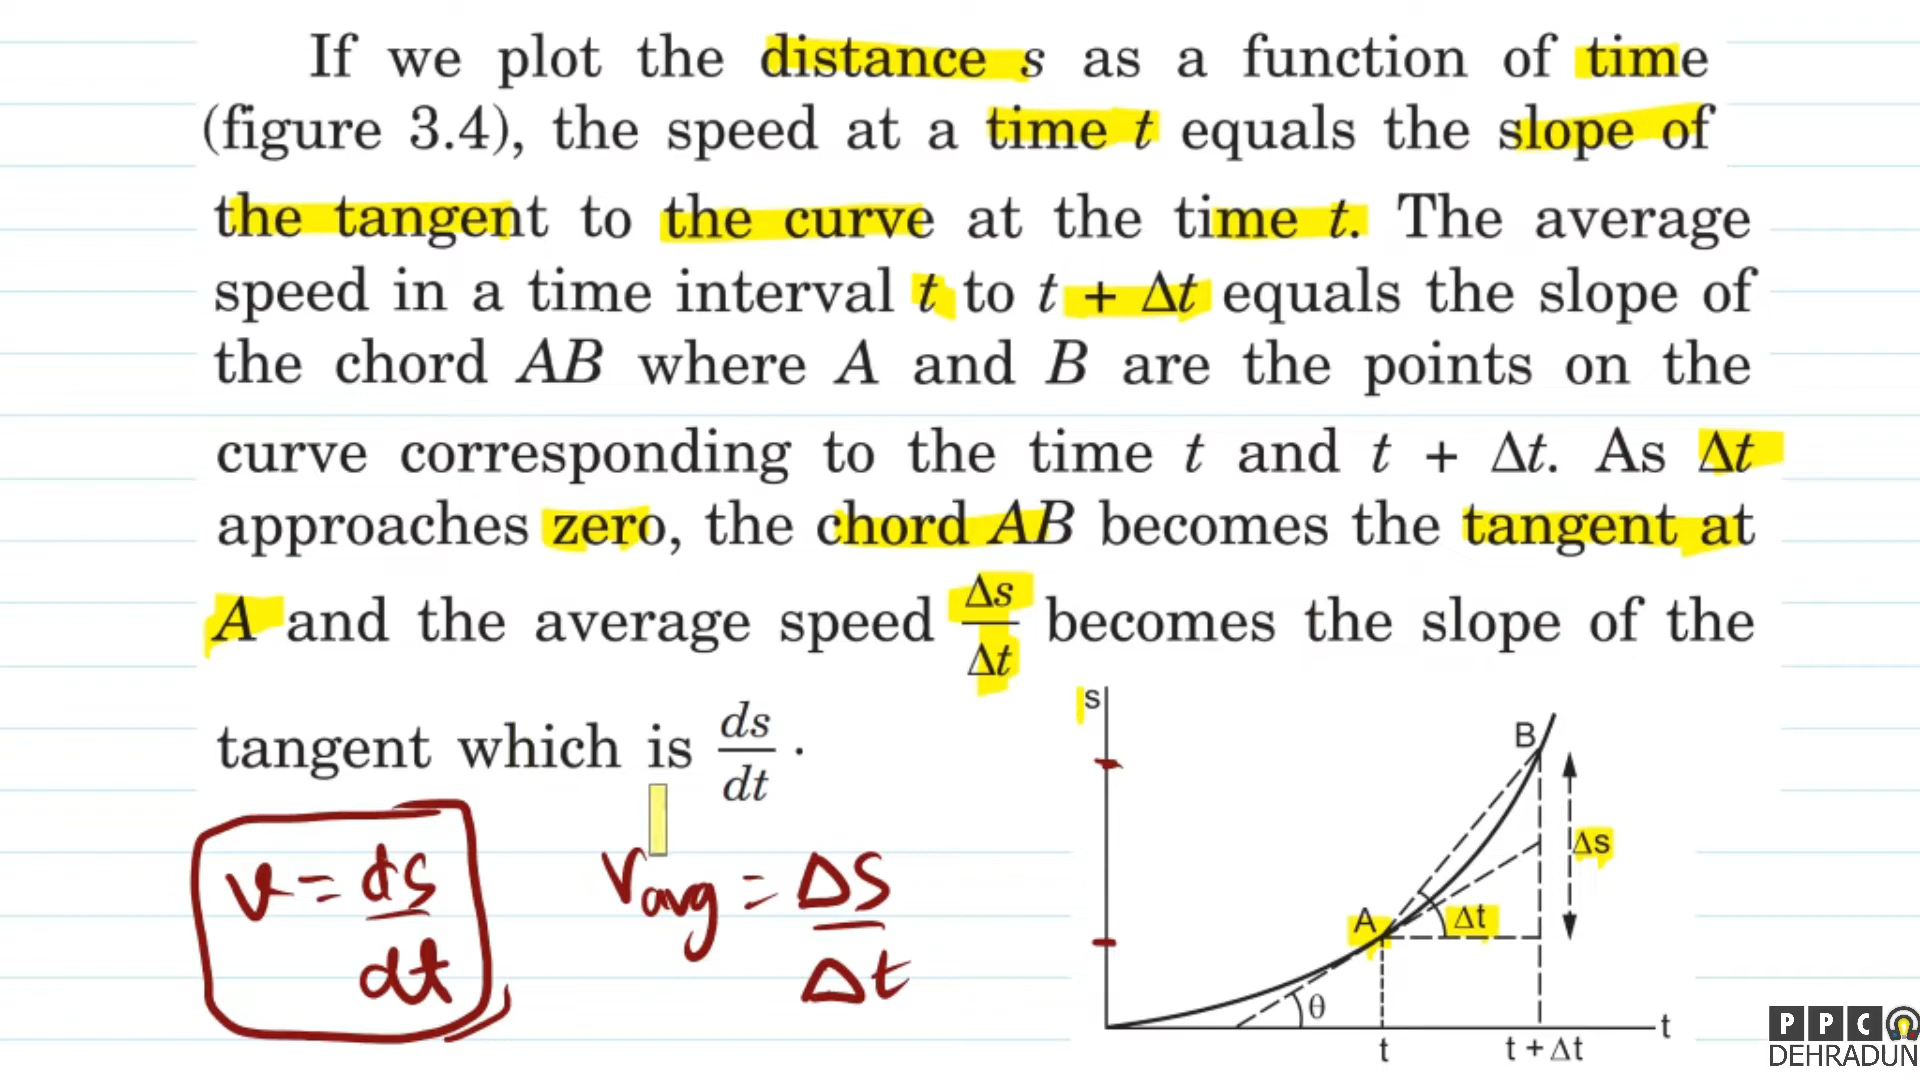 If we plot the distance s as a function of time
(figure 3.4), the speed at a time t equals the slope of
the tangent to the curve at the time t. The average
speed in a time interval t to t + Δt equals the slope of
the chord AB where A and B are the points on the
curve corresponding to the time t and t + Δt. As Δt
approaches zero, the chord AB becomes the tangent at
A and the average speed Δs/Δt becomes the slope of the
tangent which is ds/dt .
v = ds/dt
Vavg = ΔS/Δt
s
B
Δs
A
Δt
θ
t
t
t + Δt
PPC
DEHRADUN